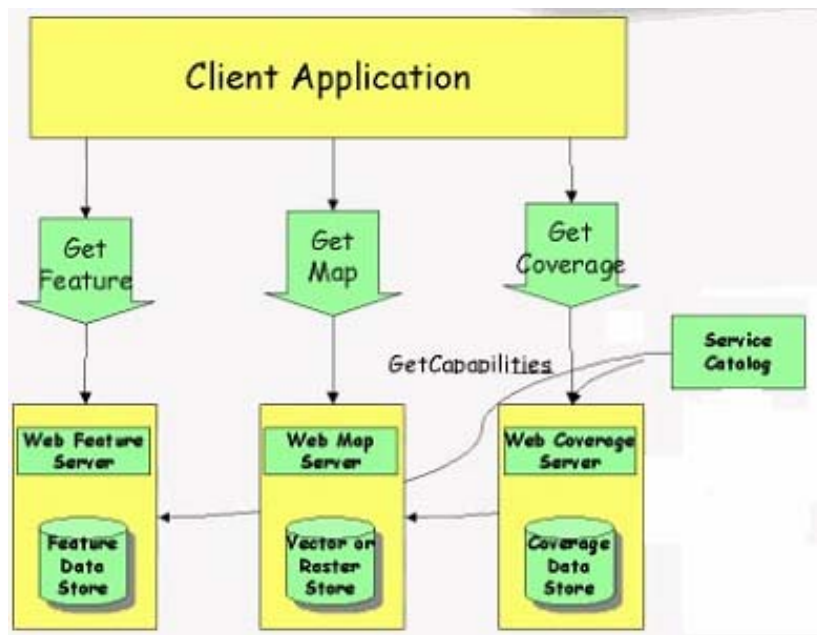 Client Application
Get
Feature
Get
Map
Get
Coverage
GetCapabilities
Service
Catalog
Web Feature
Server
Web Map
Server
Web Coverage
Server
Feature
Data
Store
Vector or
Raster
Store
Coverage
Data
Store